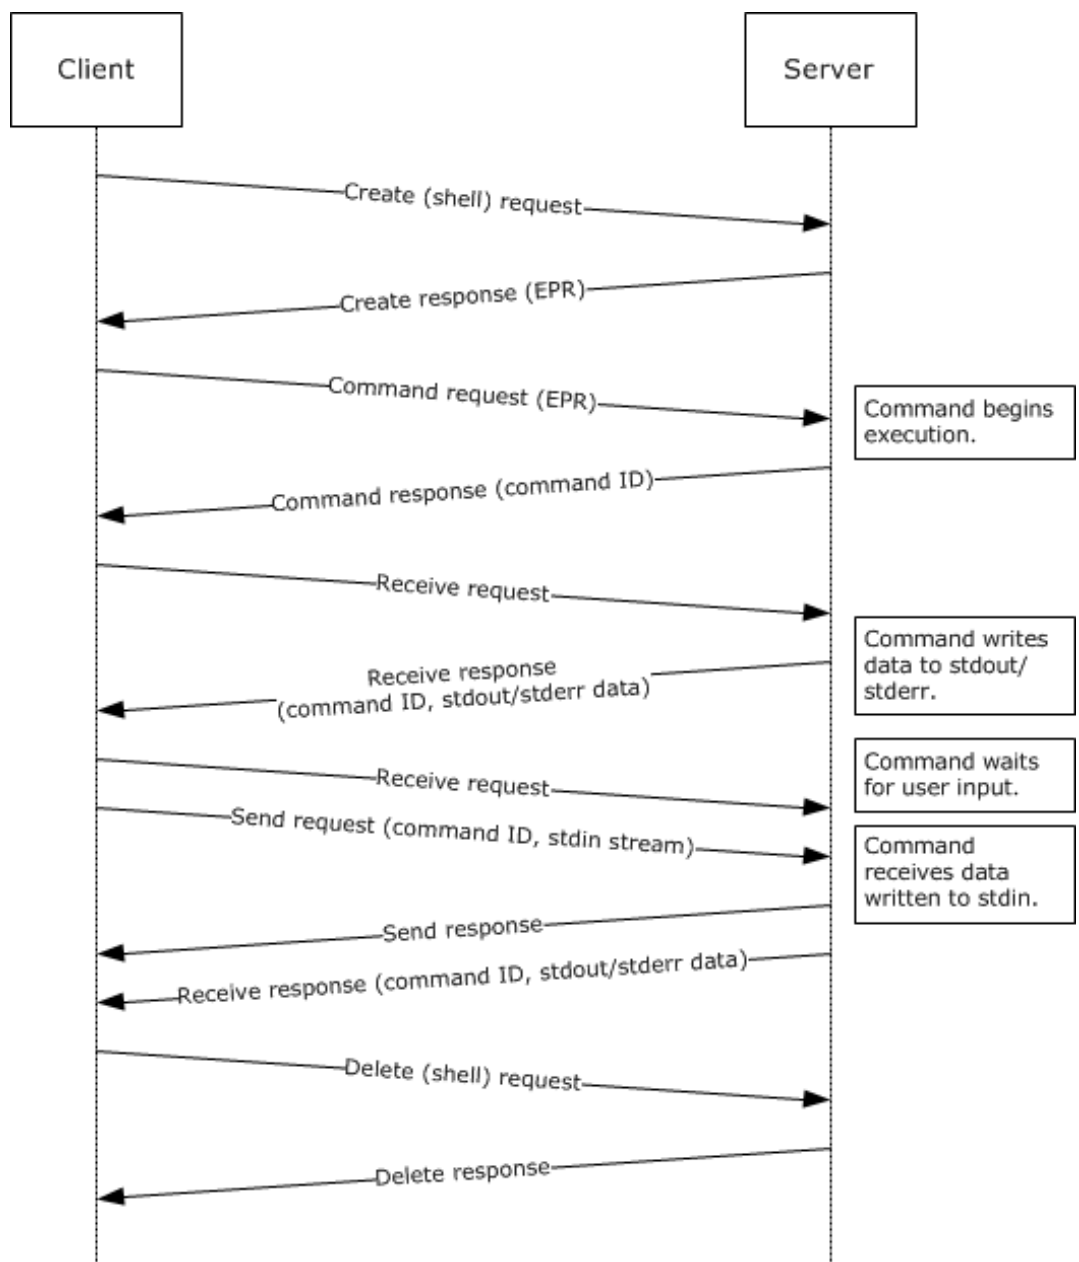 Client
Server
Create (shell) request
Create response (EPR)
Command request (EPR)
Command begins
execution.
Command response (command ID)
Receive request
Command writes
data to stdout/
stderr.
Receive response
(command ID, stdout/stderr data)
Command waits
for user input.
Receive request
Send request (command ID, stdin stream)
Command
receives data
written to stdin.
Send response
Receive response (command ID, stdout/stderr data)
Delete (shell) request
Delete response